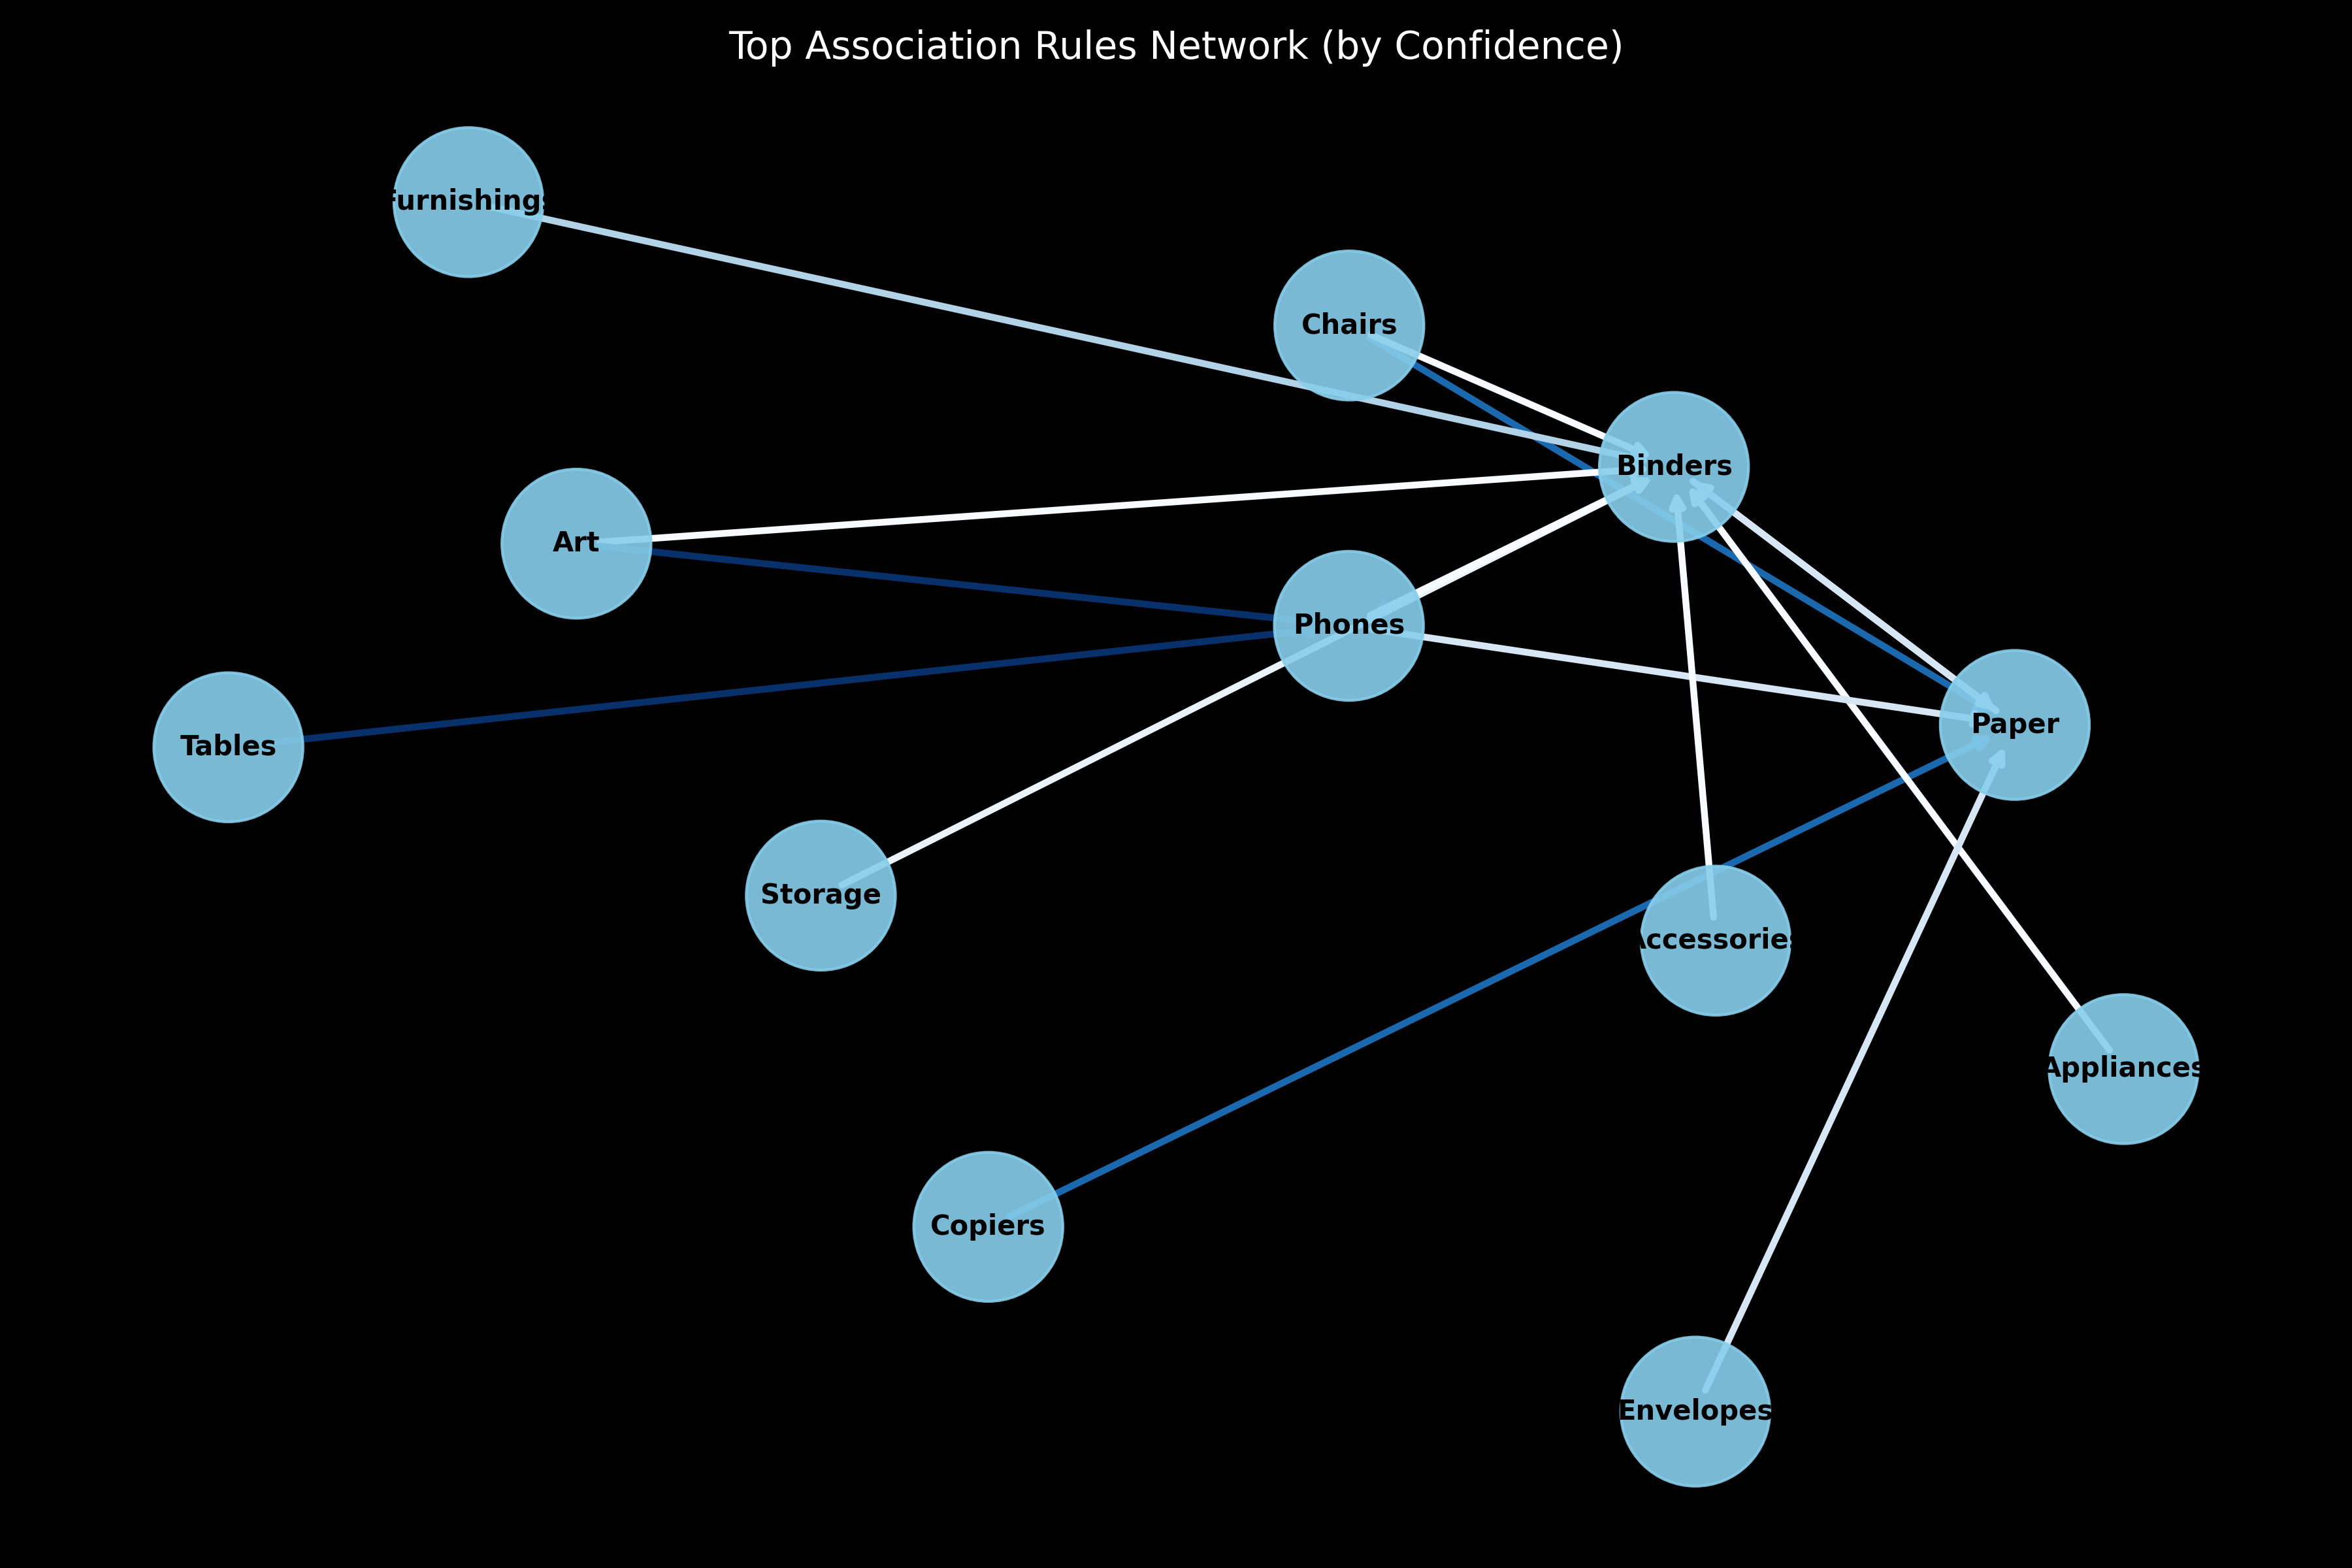 Top Association Rules Network (by Confidence)
Furnishings
Chairs
Binders
Art
Phones
Paper
Tables
Storage
Accessories
Appliances
Copiers
Envelopes